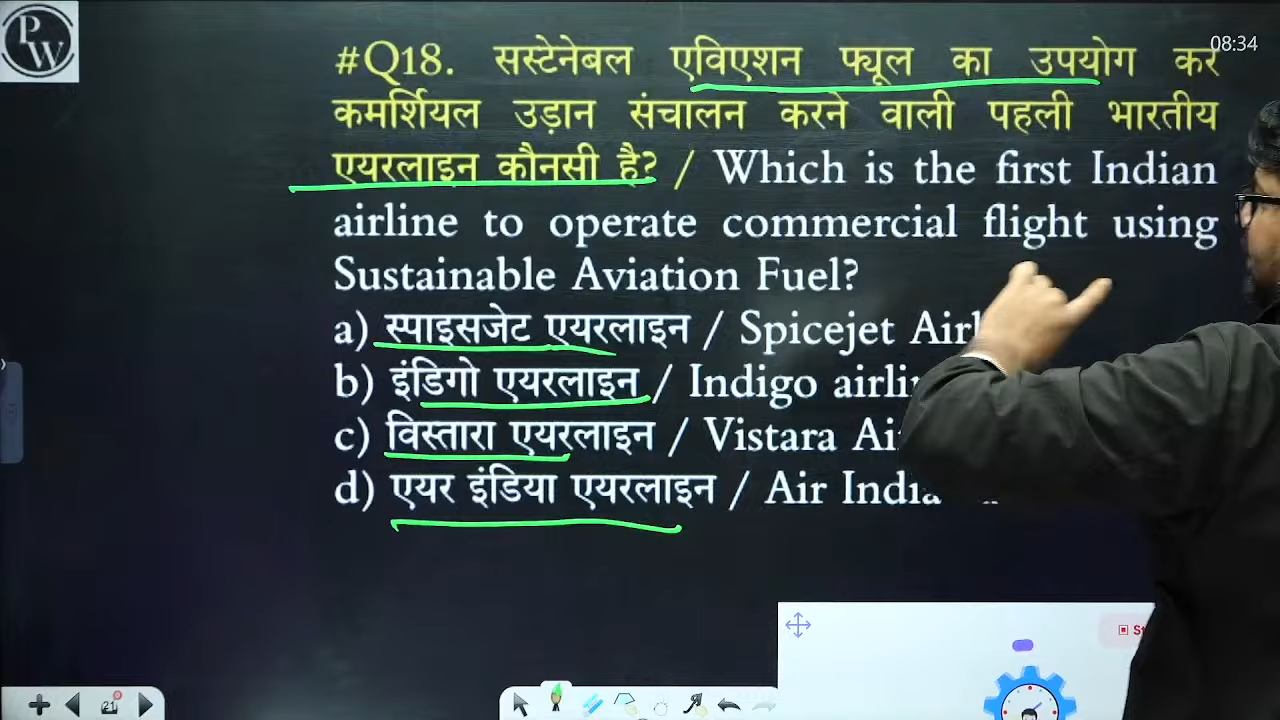 PW
08:34
#Q18. सस्टेनेबल एविएशन फ्यूल का उपयोग कर
कमर्शियल उड़ान संचालन करने वाली पहली भारतीय
एयरलाइन कौनसी है? / Which is the first Indian
airline to operate commercial flight using
Sustainable Aviation Fuel?
a) स्पाइसजेट एयरलाइन / Spicejet
b) इंडिगो एयरलाइन / Indigo
c) विस्तारा एयरलाइन / Vistara
d) एयर इंडिया एयरलाइन / Air India
21